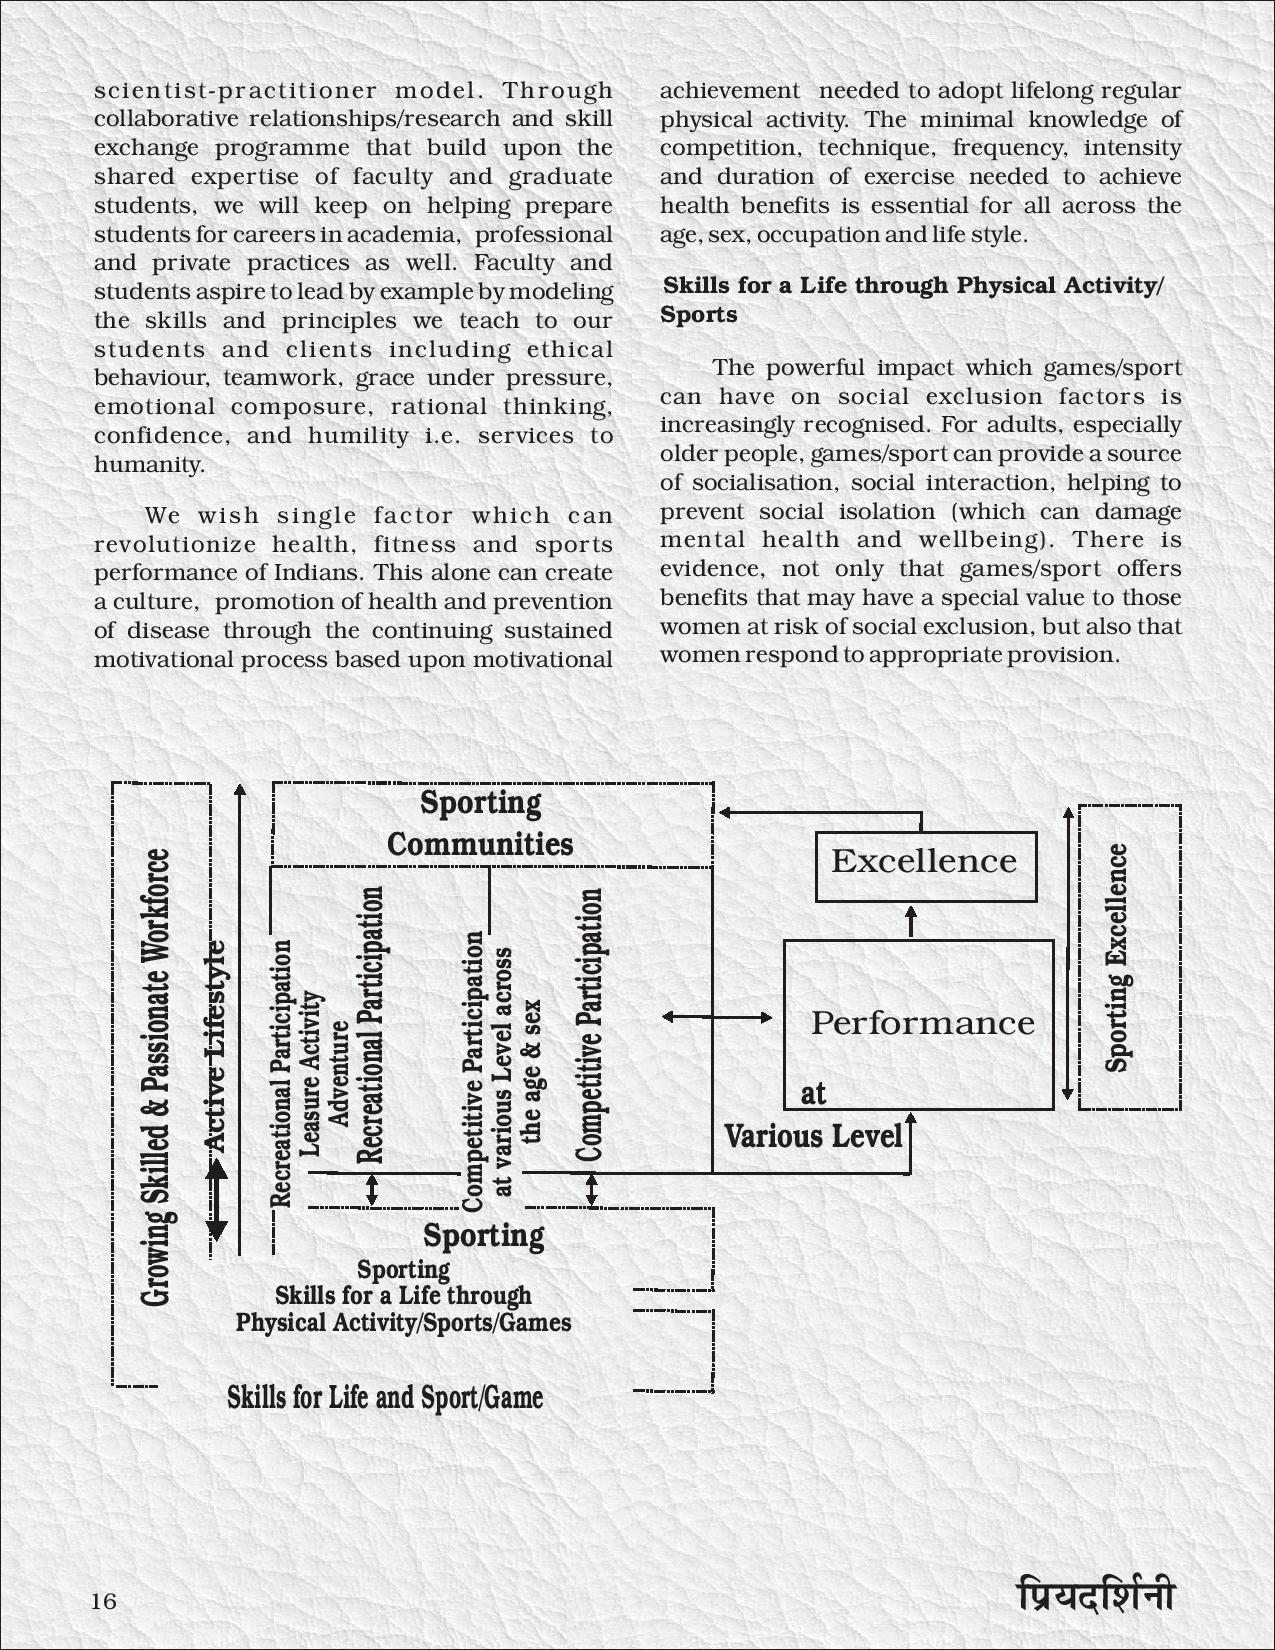 scientist-practitioner model. Through
collaborative relationships/research and skill
exchange programme that build upon the
shared expertise of faculty and graduate
students, we will keep on helping prepare
students for careers in academia, professional
and private practices as well. Faculty and
students aspire to lead by example by modeling
the skills and principles we teach to our
students and clients including ethical
behaviour, teamwork, grace under pressure,
emotional composure, rational thinking,
confidence, and humility i.e. services to
humanity.
We wish single factor which can
revolutionize health, fitness and sports
performance of Indians. This alone can create
a culture, promotion of health and prevention
of disease through the continuing sustained
motivational process based upon motivational
achievement needed to adopt lifelong regular
physical activity. The minimal knowledge of
competition, technique, frequency, intensity
and duration of exercise needed to achieve
health benefits is essential for all across the
age, sex, occupation and life style.
Skills for a Life through Physical Activity/
Sports
The powerful impact which games/sport
can have on social exclusion factors is
increasingly recognised. For adults, especially
older people, games/sport can provide a source
of socialisation, social interaction, helping to
prevent social isolation (which can damage
mental health and wellbeing). There is
evidence, not only that games/sport offers
benefits that may have a special value to those
women at risk of social exclusion, but also that
women respond to appropriate provision.
Growing Skilled & Passionate Workforce
Active Lifestyle
Sporting
Communities
Recreational Participation
Leasure Activity
Adventure
Recreational Participation
Competitive Participation
at various Level across
the age & sex
Competitive Participation
Excellence
Performance
at
Various Level
Sporting Excellence
Sporting
Sporting
Skills for a Life through
Physical Activity/Sports/Games
Skills for Life and Sport/Game
16
प्रियदर्शिनी